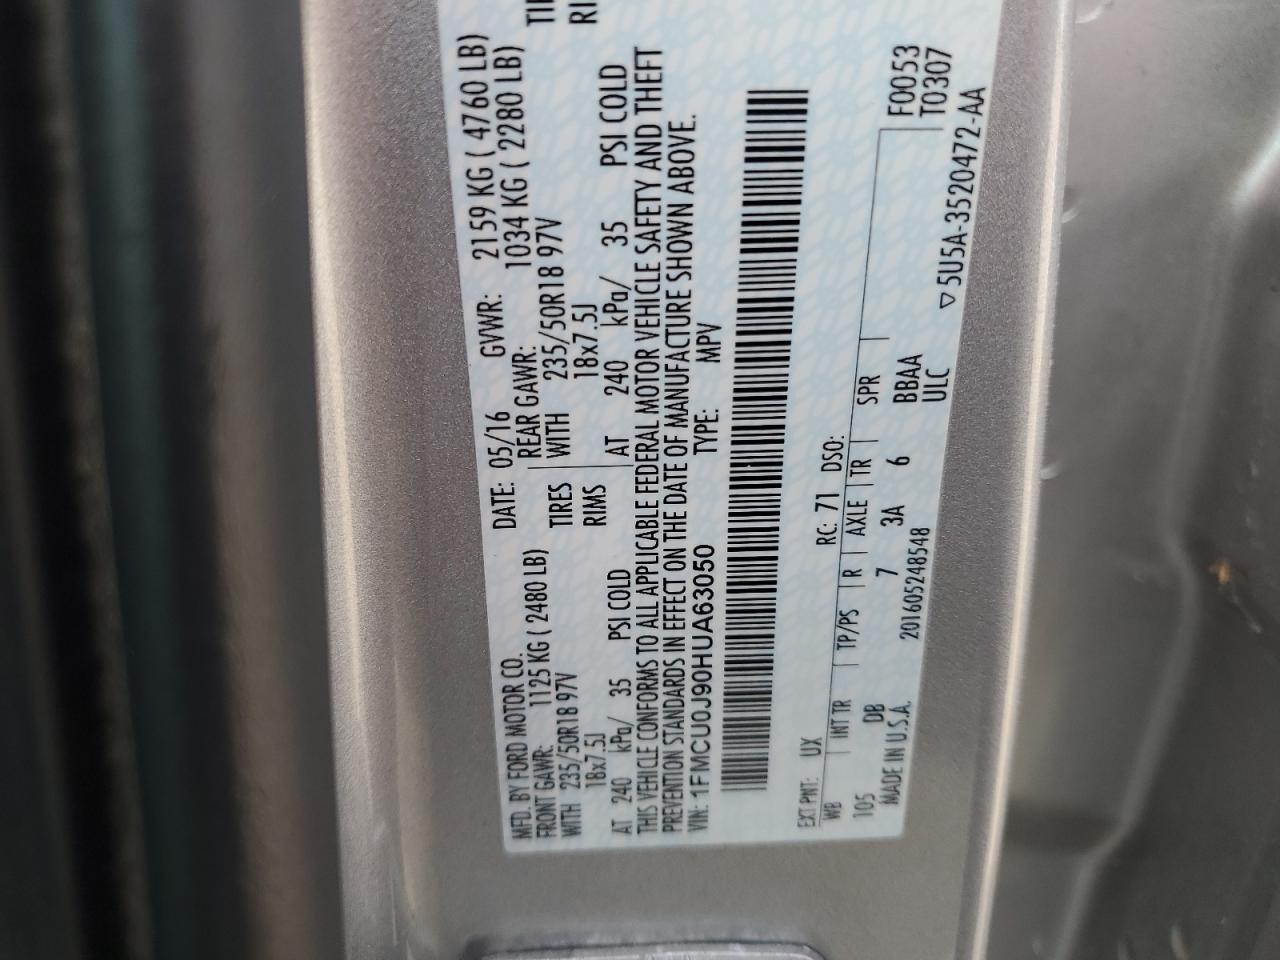 MFD. BY FORD MOTOR CO. DATE: 05/16 GVWR: 2159 KG ( 4760 LB)
FRONT GAWR: 1125 KG ( 2480 LB) REAR GAWR: 1034 KG ( 2280 LB)
WITH 235/50R18 97V TIRES WITH 235/50R18 97V
18x7.5J RIMS 18x7.5J
AT 240 kPa/ 35 PSI COLD AT 240 kPa/ 35 PSI COLD
THIS VEHICLE CONFORMS TO ALL APPLICABLE FEDERAL MOTOR VEHICLE SAFETY AND THEFT
PREVENTION STANDARDS IN EFFECT ON THE DATE OF MANUFACTURE SHOWN ABOVE.
VIN: 1FMCU0J90HUA63050 TYPE: MPV
EXT PNT: UX RC: 71 DSO: F0053
WB INT TR TP/PS R AXLE TR SPR T0307
105 DB 7 3A 6 BBAA
MADE IN U.S.A. 201605248548 ULC ▽5U5A-3520472-AA